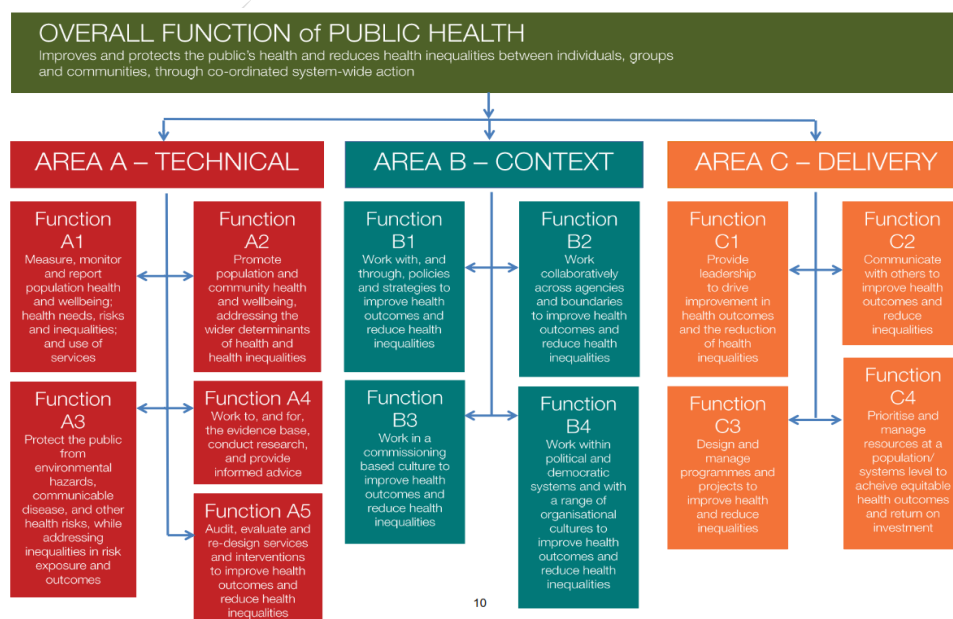 OVERALL FUNCTION of PUBLIC HEALTH
Improves and protects the public's health and reduces health inequalities between individuals, groups
and communities, through co-ordinated system-wide action
AREA A – TECHNICAL
Function
A1
Measure, monitor
and report
population health
and wellbeing;
health needs, risks
and inequalities;
and use of
services
Function
A2
Promote
population and
community health
and wellbeing,
addressing the
wider determinants
of health and
health inequalities
Function
A3
Protect the public
from
environmental
hazards,
communicable
disease, and other
health risks, while
addressing
inequalities in risk
exposure and
outcomes
Function A4
Work to, and for,
the evidence base,
conduct research,
and provide
informed advice
Function A5
Audit, evaluate and
re-design services
and interventions
to improve health
outcomes and
reduce health
inequalities
AREA B – CONTEXT
Function
B1
Work with, and
through, policies
and strategies to
improve health
outcomes and
reduce health
inequalities
Function
B2
Work
collaboratively
across agencies
and boundaries
to improve health
outcomes and
reduce health
inequalities
Function
B3
Work in a
commissioning
based culture to
improve health
outcomes and
reduce health
inequalities
Function
B4
Work within
political and
democratic
systems and with
a range of
organisational
cultures to
improve health
outcomes and
reduce health
inequalities
AREA C – DELIVERY
Function
C1
Provide
leadership
to drive
improvement in
health outcomes
and the reduction
of health
inequalities
Function
C2
Communicate
with others to
improve health
outcomes and
reduce
inequalities
Function
C3
Design and
manage
programmes and
projects to
improve health
and reduce
inequalities
Function
C4
Prioritise and
manage
resources at a
population/
systems level to
acheive equitable
health outcomes
and return on
investment
10